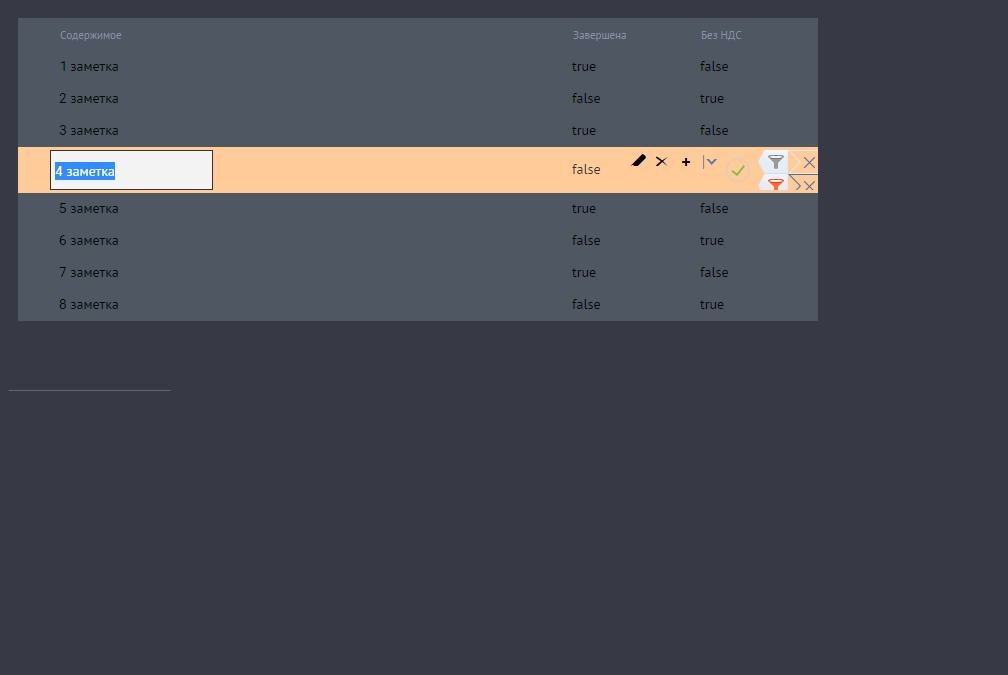 Содержимое Завершена Без НДС
1 заметка true false
2 заметка false true
3 заметка true false
4 заметка false
5 заметка true false
6 заметка false true
7 заметка true false
8 заметка false true